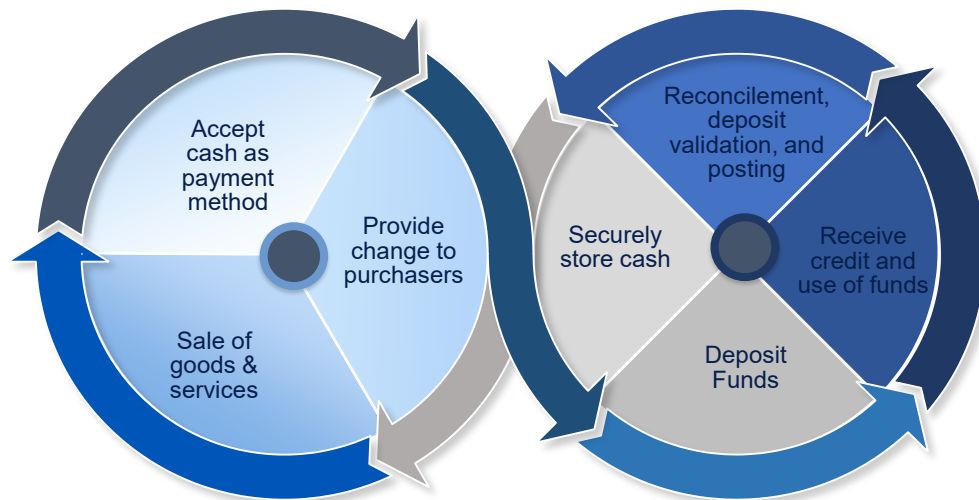 Accept
cash as
payment
method
Provide
change to
purchasers
Sale of
goods &
services
Reconcilement,
deposit
validation, and
posting
Securely
store cash
Receive
credit and
use of funds
Deposit
Funds